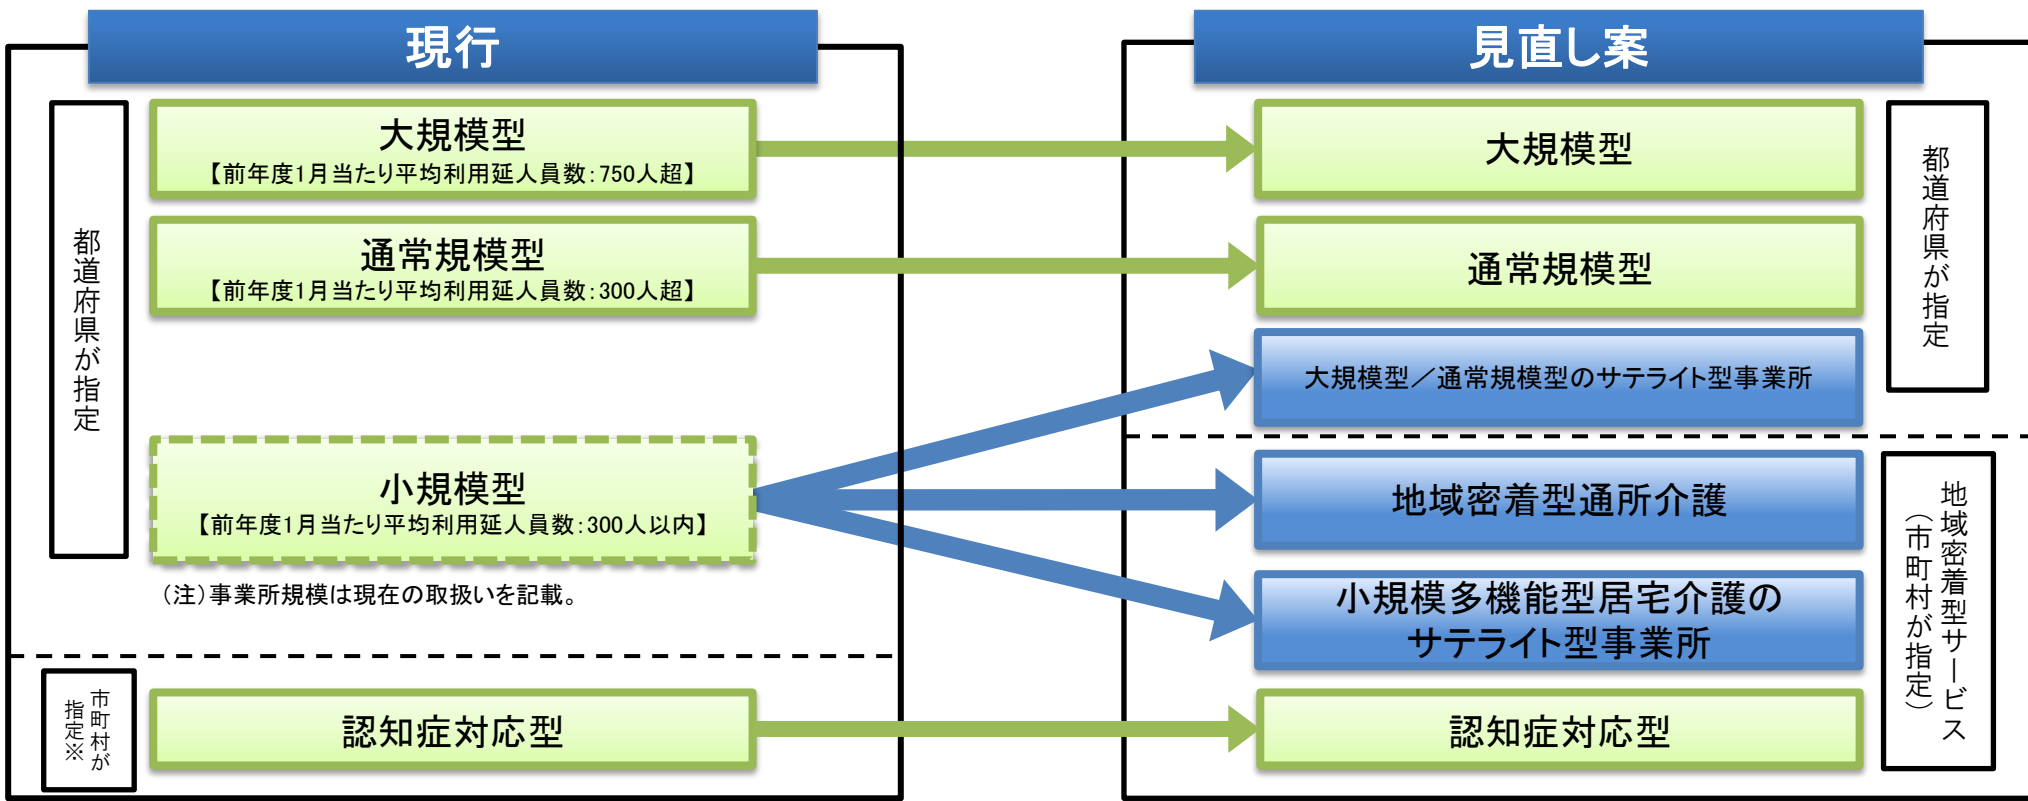 現行
都道府県が指定
大規模型
【前年度1月当たり平均利用延人員数:750人超】
通常規模型
【前年度1月当たり平均利用延人員数:300人超】
小規模型
【前年度1月当たり平均利用延人員数:300人以内】
(注)事業所規模は現在の取扱いを記載。
市町村が
指定※
認知症対応型
見直し案
大規模型
通常規模型
大規模型／通常規模型のサテライト型事業所
都道府県が指定
地域密着型通所介護
小規模多機能型居宅介護の
サテライト型事業所
認知症対応型
地域密着型サービス
(市町村が指定)